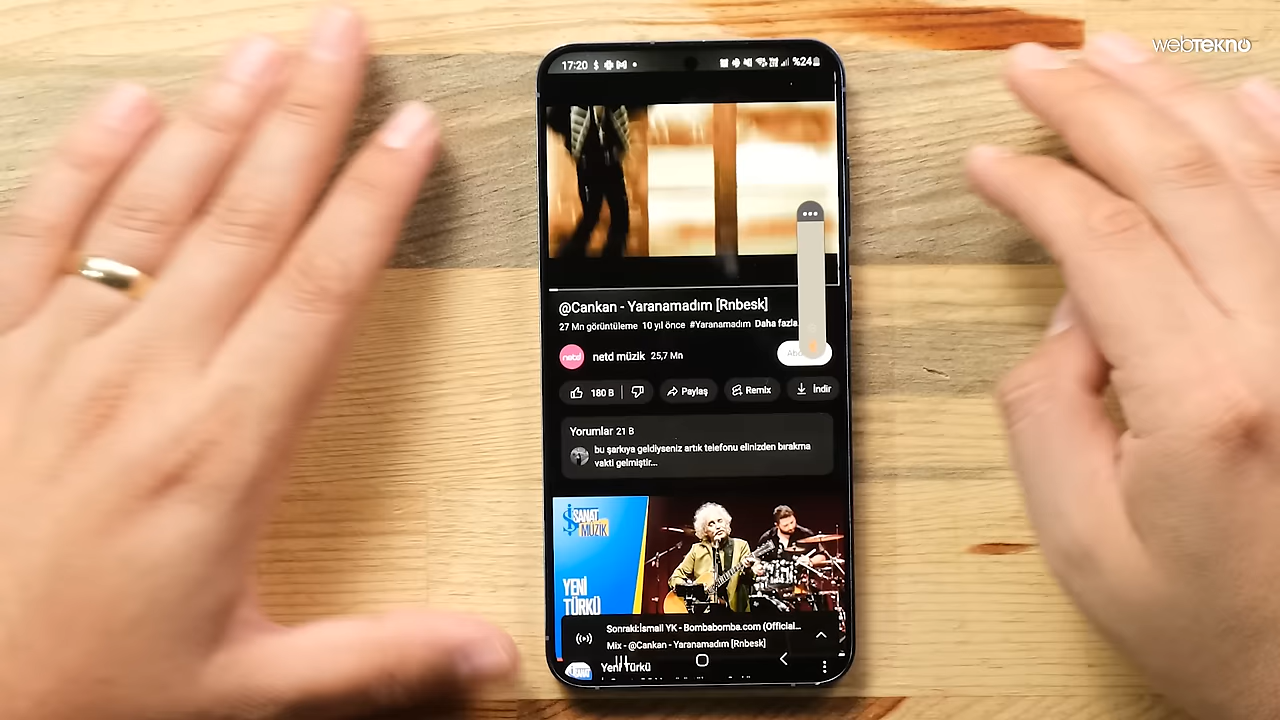 webtekno
17:20
%24
@Cankan - Yaranamadım [Rnbesk]
27 Mn görüntüleme 10 yıl önce #Yaranamadım Daha fazla
netd
netd müzik 25,7 Mn
Abo
180 B
Paylaş
Remix
İndir
Yorumlar 21 B
bu şarkıya geldiyseniz artık telefonu elinizden bırakma
vakti gelmiştir...
SANAT
MÜZİK
YENİ
TÜRKÜ
Sonraki:İsmail YK - Bombabomba.com (Official...
Mix - @Cankan - Yaranamadım [Rnbesk]
Yeni Türkü